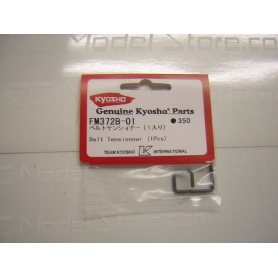 KYOSHO
Genuine Kyosho Parts
FM372B-01 ●350
ベルトテンショナー (1入り)
Belt Tensionner (1Pcs)
TEAM KYOSHO K INTERNATIONAL